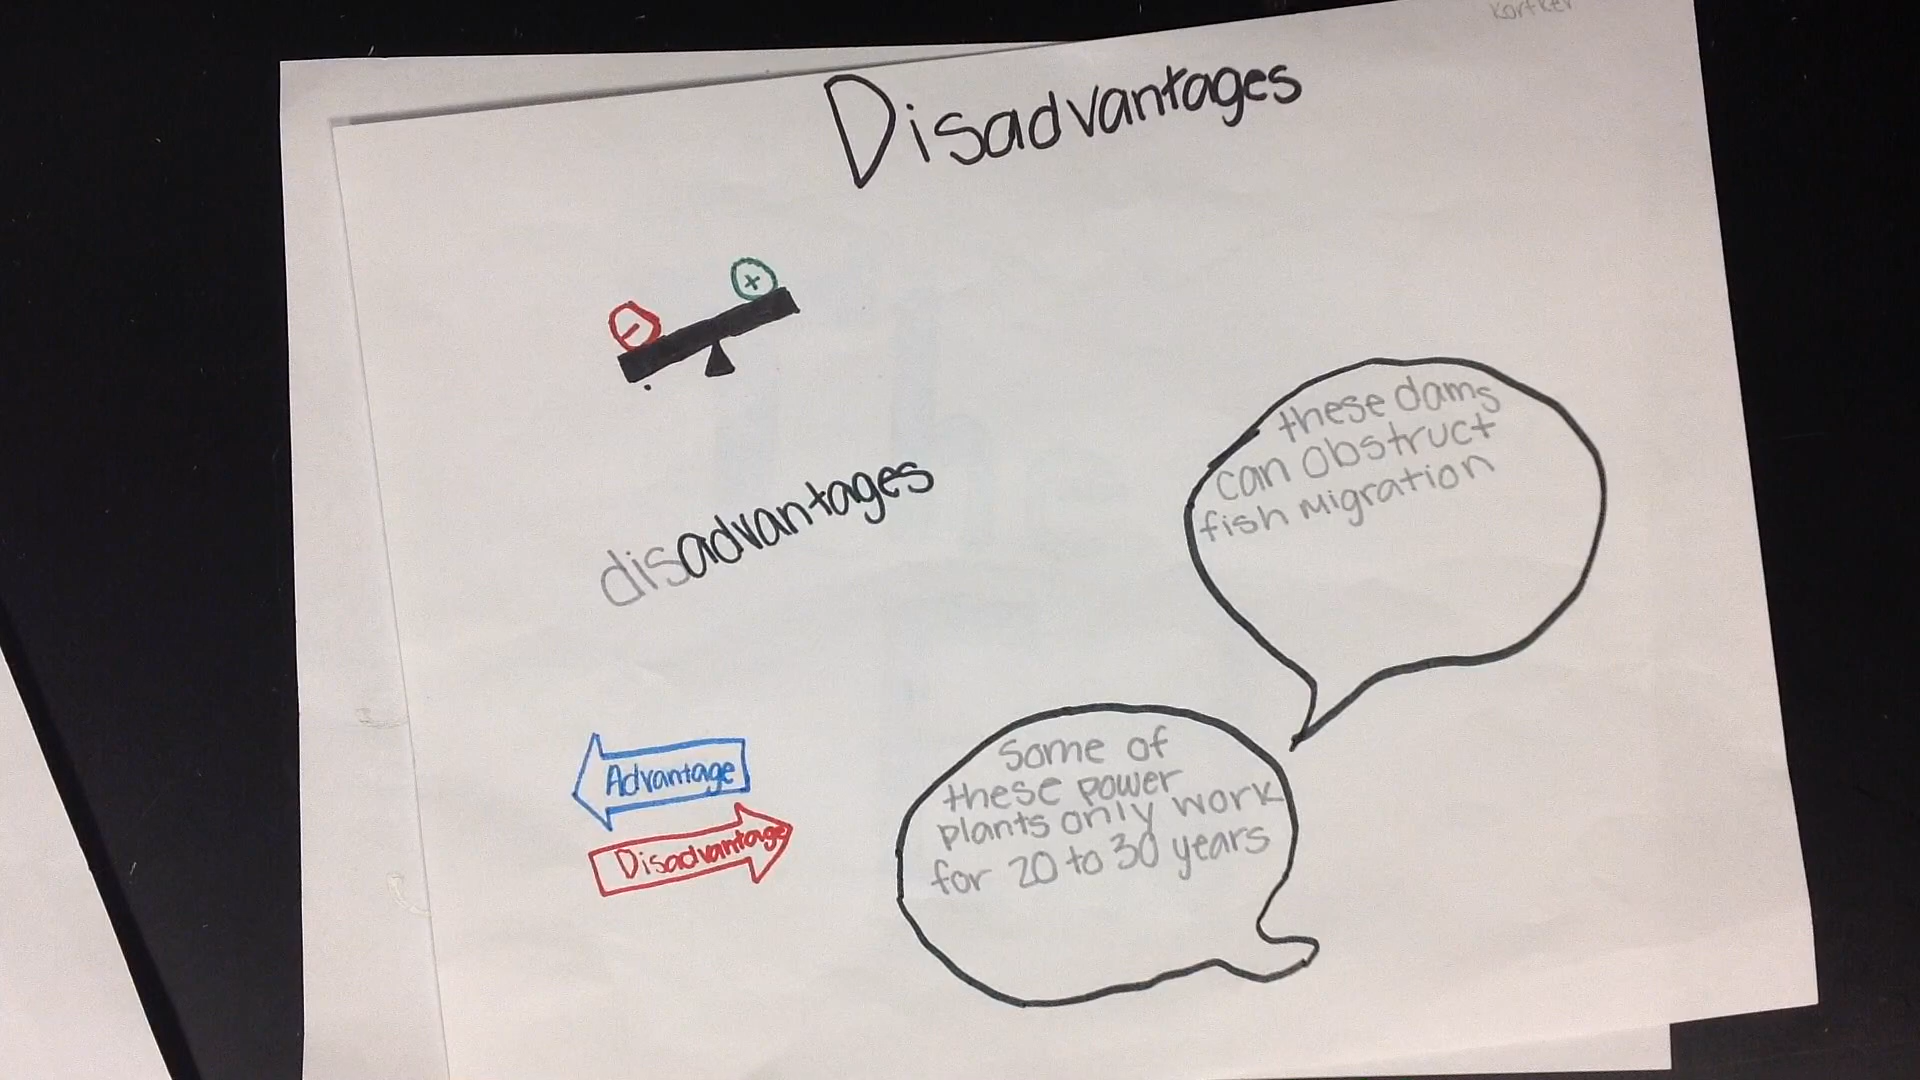 Kortker
Disadvantages
+
-
disadvantages
these dams
can obstruct
fish migration
Advantage
Disadvantage
Some of
these power
plants only work
for 20 to 30 years